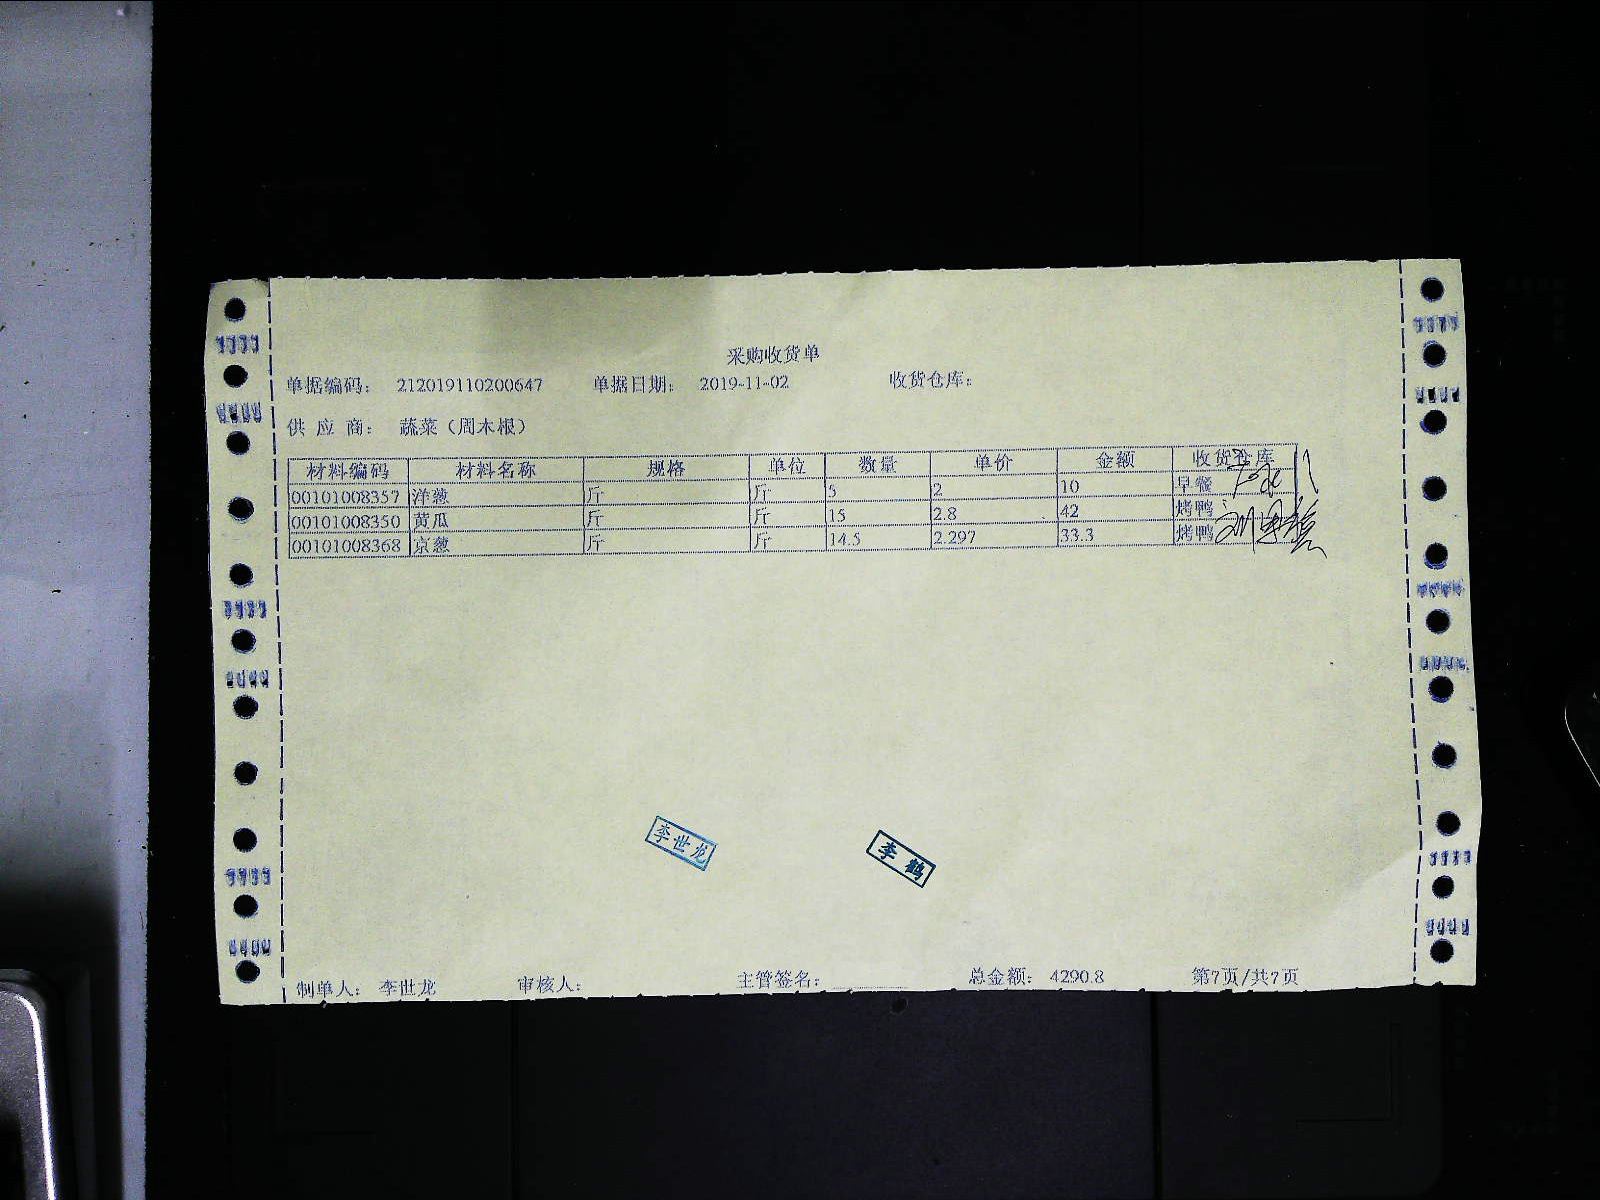 采购收货单
单据编码： 212019110200647 单据日期： 2019-11-02 收货仓库：
供 应 商： 蔬菜（周木根）
材料编码 材料名称 规格 单位 数量 单价 金额 收货仓库
00101008357 洋葱 斤 斤 5 2 10 早餐
00101008350 黄瓜 斤 斤 15 2.8 42 烤鸭
00101008368 京葱 斤 斤 14.5 2.297 33.3 烤鸭
李世龙 李鹤
制单人： 李世龙 审核人： 主管签名： 总金额： 4290.8 第7页/共7页